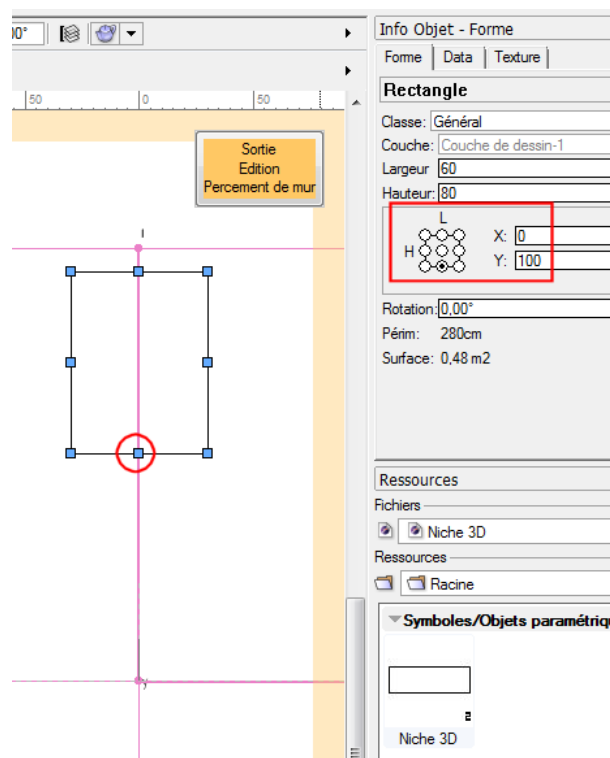 00°
50 0 50
Sortie
Edition
Percement de mur
Info Objet - Forme
Forme Data Texture
Rectangle
Classe: Général
Couche: Couche de dessin-1
Largeur 60
Hauteur: 80
L
H
X: 0
Y: 100
Rotation: 0,00°
Périm: 280cm
Surface: 0,48 m2
Ressources
Fichiers
Niche 3D
Ressources
Racine
Symboles/Objets paramétriqu
2
Niche 3D